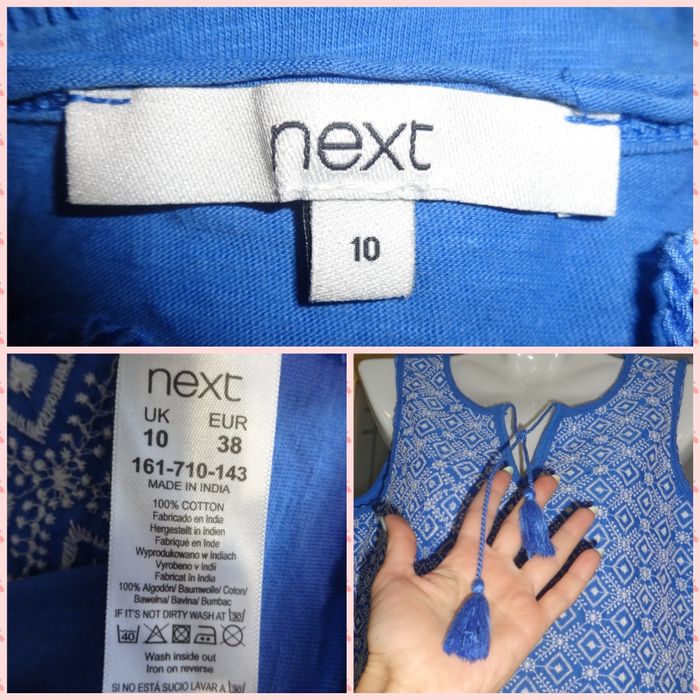 next
10
next
UK EUR
10 38
161-710-143
MADE IN INDIA
100% COTTON
Fabricado en India
Hergestellt in Indien
Fabriqué en Inde
Wyprodukowano w Indiach
Vyrobeno v Indii
Fabricat în India
100% Algodón/ Baumwolle/ Coton/
Bawełna/ Bavlna/ Bumbac
IF IT'S NOT DIRTY WASH AT 30
40
Wash inside out
Iron on reverse
SI NO ESTÁ SUCIO LAVAR A 30